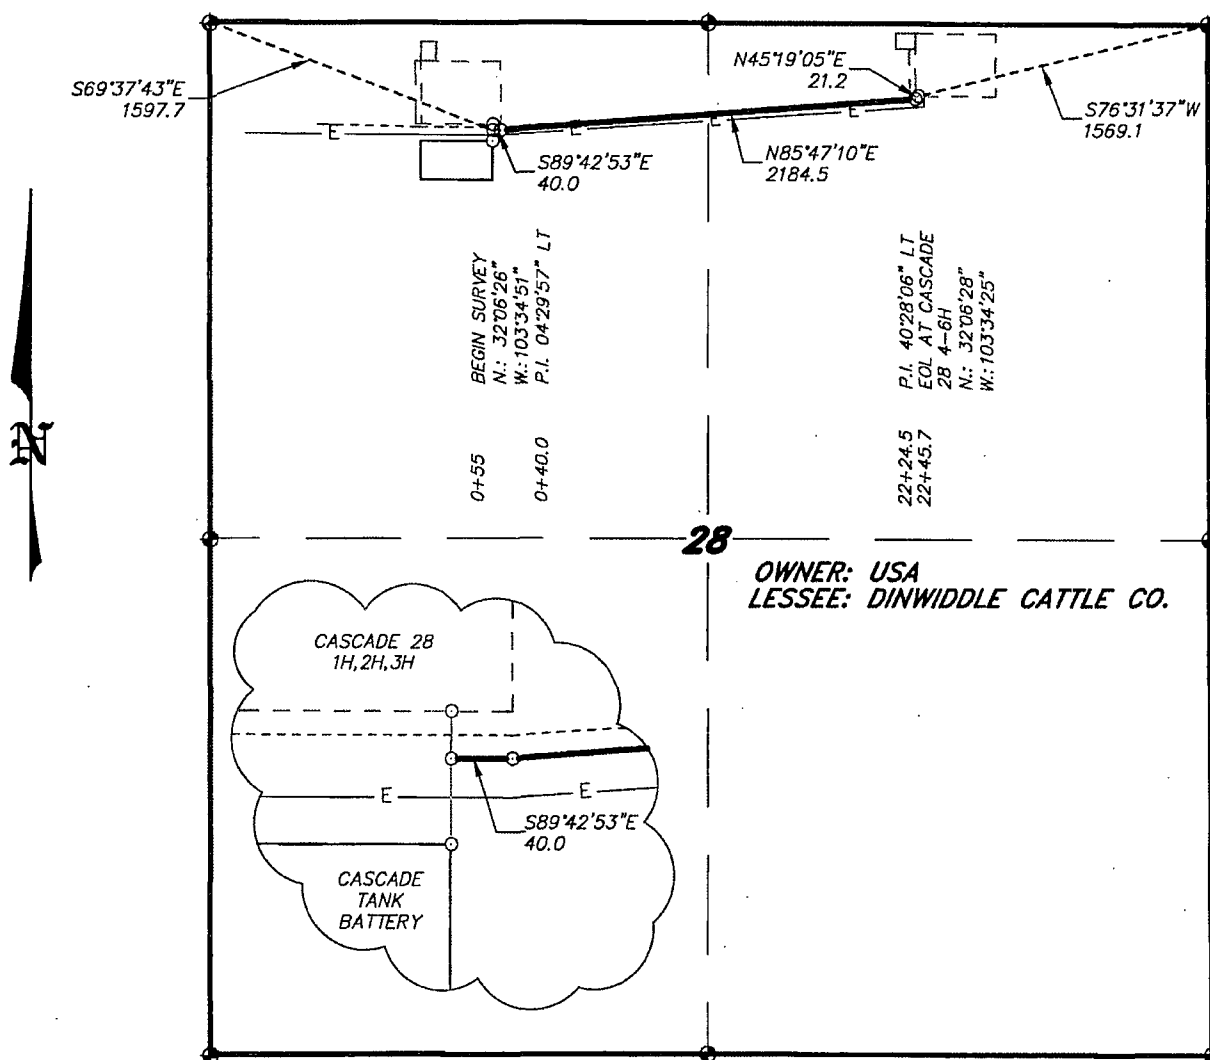 S69°37'43"E
1597.7
N45°19'05"E
21.2
S76°31'37"W
1569.1
E
E
E
E
S89°42'53"E
40.0
N85°47'10"E
2184.5
0+55 BEGIN SURVEY
N.: 32°06'26"
W.:103°34'51"
0+40.0 P.I. 04°29'57" LT
22+24.5 P.I. 40°28'06" LT
22+45.7 EOL AT CASCADE
28 4-6H
N.: 32°06'28"
W.:103°34'25"
N
28
OWNER: USA
LESSEE: DINWIDDLE CATTLE CO.
CASCADE 28
1H,2H,3H
E
E
S89°42'53"E
40.0
CASCADE
TANK
BATTERY